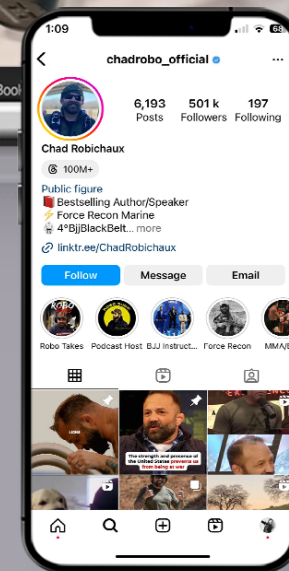 1:09
68
chadrobo_official
6,193 501 k 197
Posts Followers Following
Chad Robichaux
100M+
Public figure
Bestselling Author/Speaker
Force Recon Marine
4°BjjBlackBelt... more
linktr.ee/ChadRobichaux
Follow Message Email
Robo Takes Podcast Host BJJ Instruct... Force Recon MMA/
The strength and presence of
the United States prevents us
from being at war